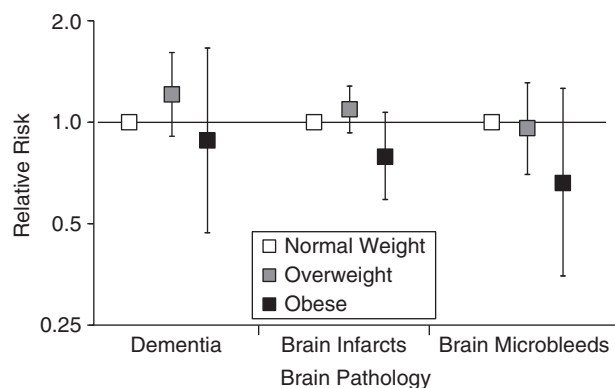 2.0
1.0
0.5
0.25
Relative Risk
Normal Weight
Overweight
Obese
Dementia Brain Infarcts Brain Microbleeds
Brain Pathology